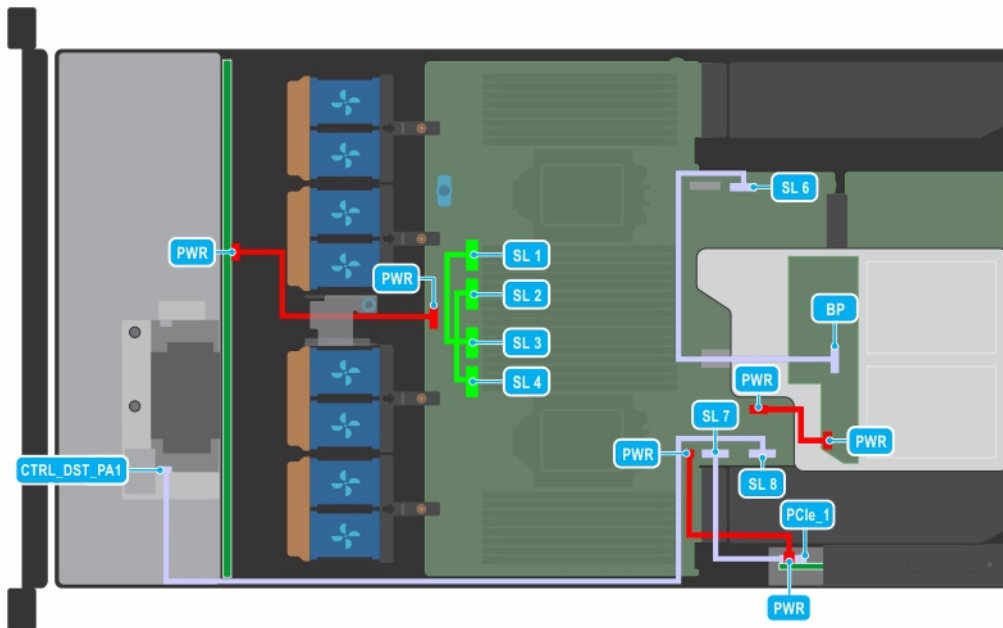 SL 6
PWR
SL 1
PWR
SL 2
BP
SL 3
PWR
SL 4
SL 7
PWR
PWR
CTRL_DST_PA1
SL 8
PCIe_1
PWR